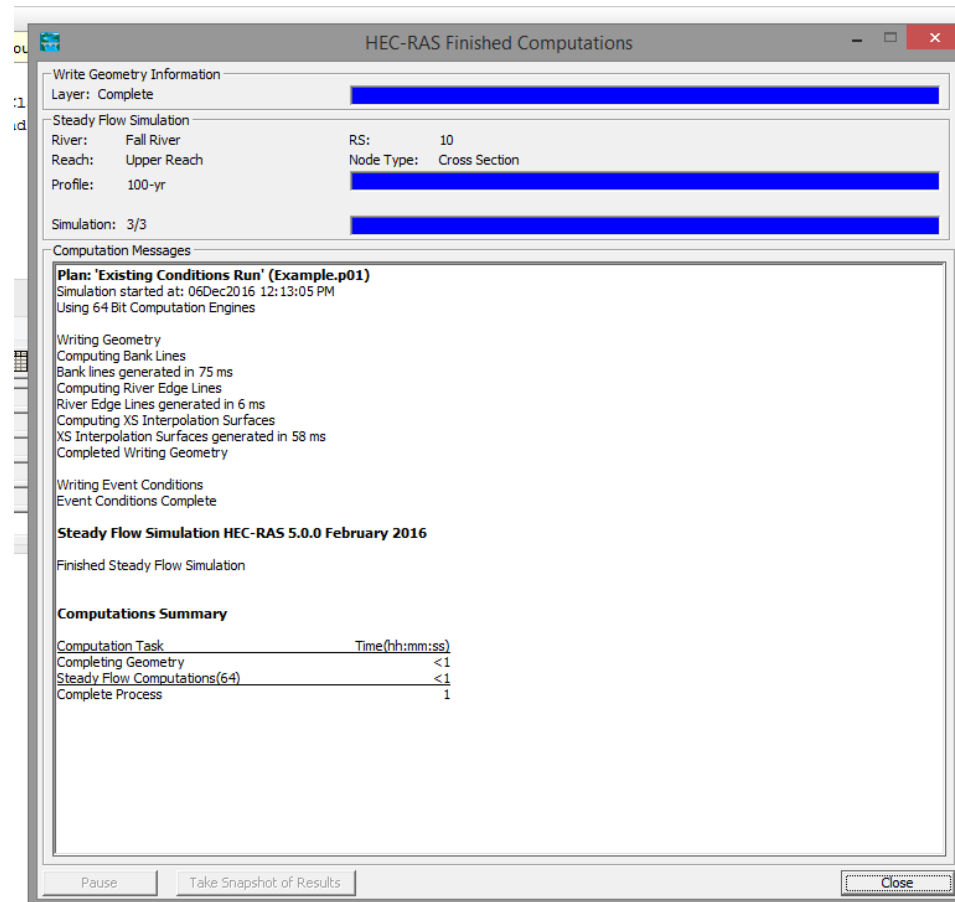 HEC-RAS Finished Computations
ou
Write Geometry Information
Layer: Complete
Steady Flow Simulation
River: Fall River RS: 10
Reach: Upper Reach Node Type: Cross Section
Profile: 100-yr
Simulation: 3/3
Computation Messages
Plan: 'Existing Conditions Run' (Example.p01)
Simulation started at: 06Dec2016 12:13:05 PM
Using 64 Bit Computation Engines
Writing Geometry
Computing Bank Lines
Bank lines generated in 75 ms
Computing River Edge Lines
River Edge Lines generated in 6 ms
Computing XS Interpolation Surfaces
XS Interpolation Surfaces generated in 58 ms
Completed Writing Geometry
Writing Event Conditions
Event Conditions Complete
Steady Flow Simulation HEC-RAS 5.0.0 February 2016
Finished Steady Flow Simulation
Computations Summary
Computation Task Time(hh:mm:ss)
Completing Geometry <1
Steady Flow Computations(64) <1
Complete Process 1
Pause Take Snapshot of Results Close